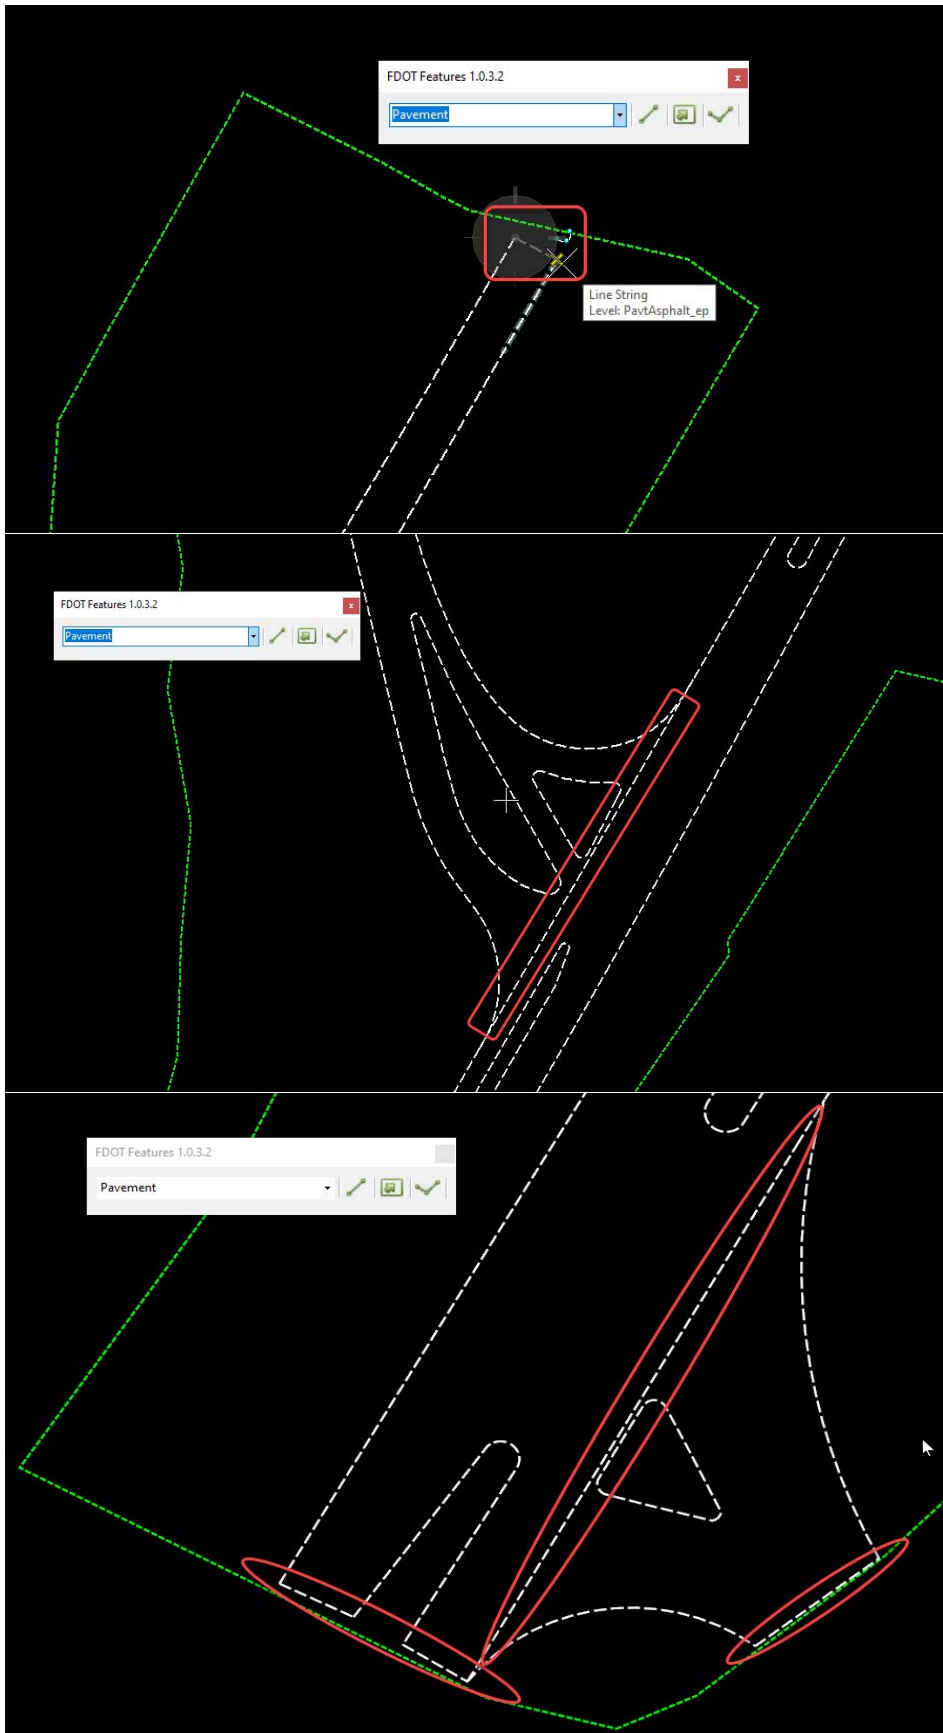 FDOT Features 1.0.3.2
Pavement
Line String
Level: PavtAsphalt_ep
FDOT Features 1.0.3.2
Pavement
FDOT Features 1.0.3.2
Pavement